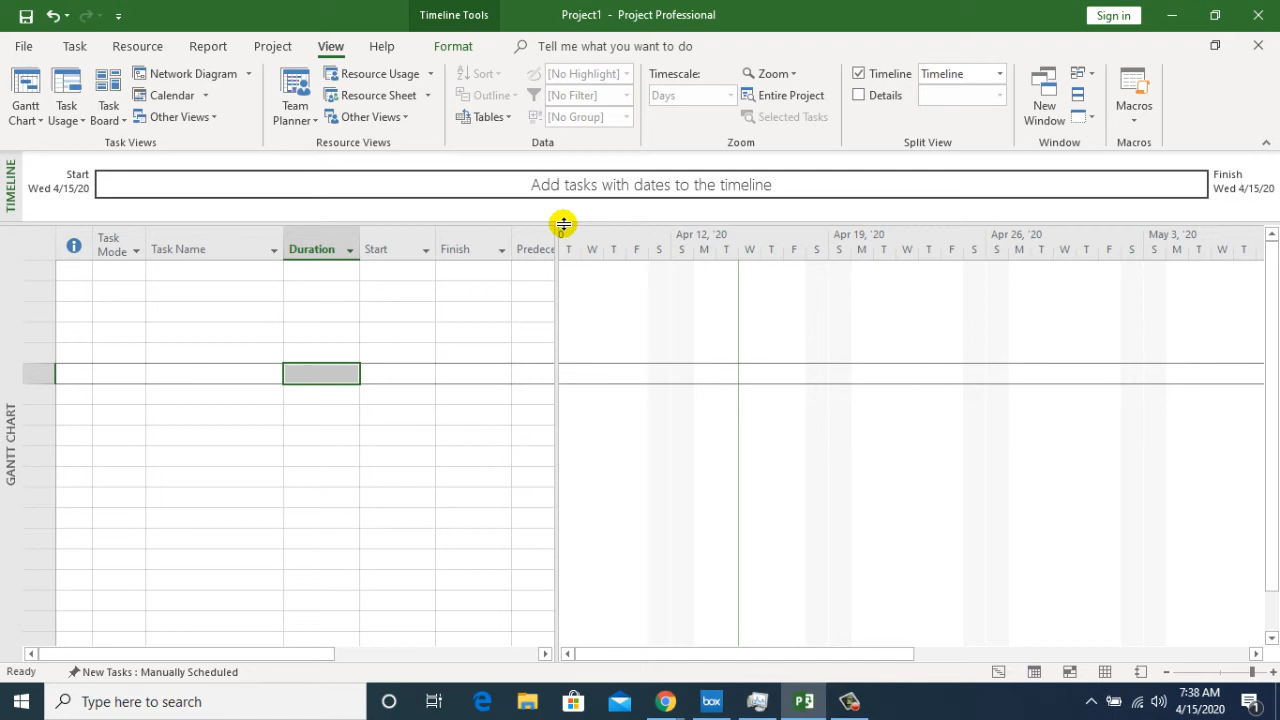 Timeline Tools
Project1 - Project Professional
Sign in
File Task Resource Report Project View Help Format Tell me what you want to do
Gantt Chart
Task Usage
Task Board
Network Diagram
Calendar
Other Views
Task Views
Team Planner
Resource Usage
Resource Sheet
Other Views
Resource Views
Sort
Outline
Tables
[No Highlight]
[No Filter]
[No Group]
Data
Timescale:
Days
Zoom
Entire Project
Selected Tasks
Zoom
Timeline Timeline
Details
Split View
New Window
Window
Macros
Macros
TIMELINE
Start
Wed 4/15/20
Add tasks with dates to the timeline
Finish
Wed 4/15/20
Task Mode
Task Name
Duration
Start
Finish
Predece
Apr 12, '20 Apr 19, '20 Apr 26, '20 May 3, '20
T W T F S S M T W T F S S M T W T F S S M T W T F S S M T W T
GANTT CHART
Ready New Tasks : Manually Scheduled
Type here to search
box
P
7:38 AM
4/15/2020
1